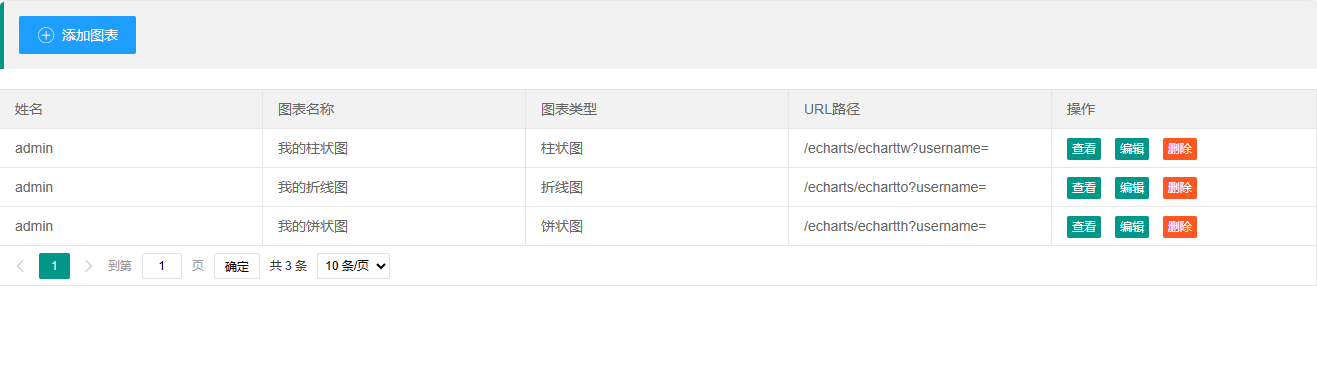 添加图表
姓名 图表名称 图表类型 URL路径 操作
admin 我的柱状图 柱状图 /echarts/echarttw?username= 查看 编辑 删除
admin 我的折线图 折线图 /echarts/echartto?username= 查看 编辑 删除
admin 我的饼状图 饼状图 /echarts/echartth?username= 查看 编辑 删除
1 到第 1 页 确定 共 3 条 10 条/页